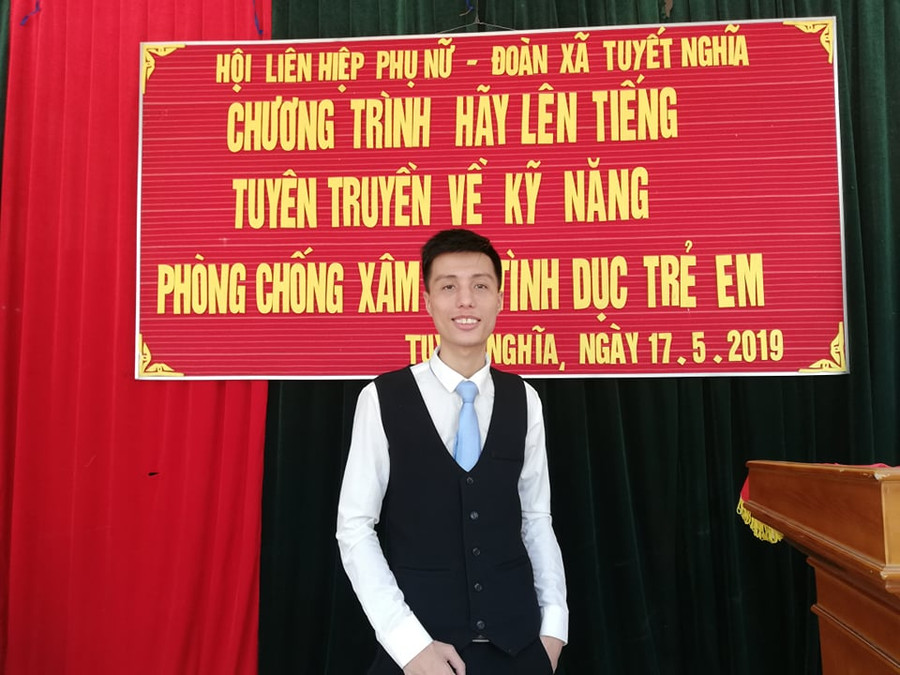 HỘI LIÊN HIỆP PHỤ NỮ - ĐOÀN XÃ TUYẾT NGHĨA
CHƯƠNG TRÌNH HÃY LÊN TIẾNG
TUYÊN TRUYỀN VỀ KỸ NĂNG
PHÒNG CHỐNG XÂM TÌNH DỤC TRẺ EM
NGHĨA, NGÀY 17.5.2019